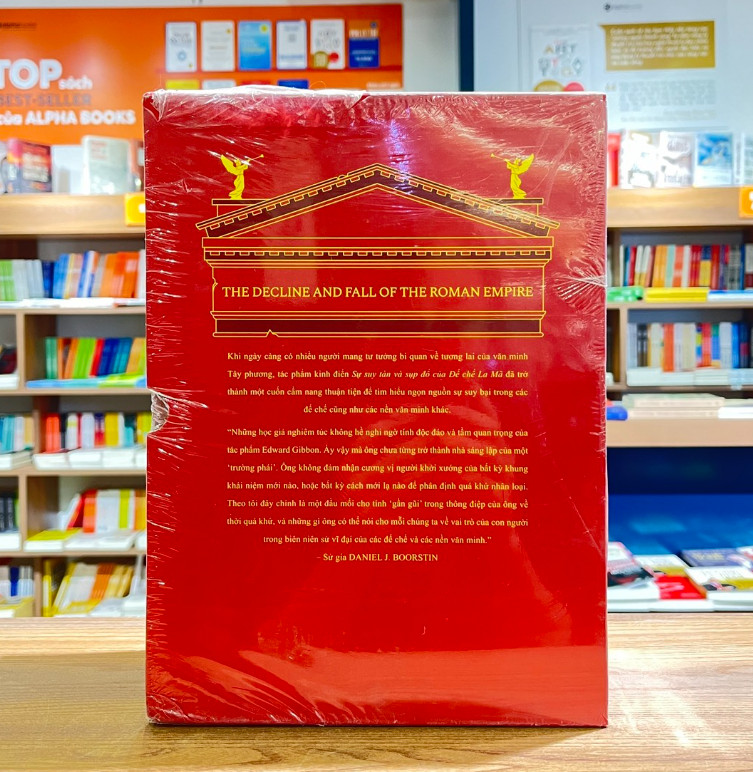 TOP sách
BEST-SELLER
của ALPHA BOOKS
THE DECLINE AND FALL OF THE ROMAN EMPIRE
Khi ngày càng có nhiều người mang tư tưởng bi quan về tương lai của văn minh
Tây phương, tác phẩm kinh điển Sự suy tàn và sụp đổ của Đế chế La Mã đã trở
thành một cuốn cẩm nang thuận tiện để tìm hiểu ngọn nguồn sự suy bại trong các
đế chế cũng như các nền văn minh khác.
“Những học giả nghiêm túc không hề nghi ngờ tính độc đáo và tầm quan trọng của
tác phẩm Edward Gibbon. Ấy vậy mà ông chưa từng trở thành nhà sáng lập của một
‘trường phái’. Ông không đảm nhận cương vị người khởi xướng của bất kỳ khung
khái niệm mới nào, hoặc bất kỳ cách mới lạ nào để phân định quá khứ nhân loại.
Theo tôi đây chính là một đầu mối cho tính ‘gần gũi’ trong thông điệp của ông về
thời quá khứ, và những gì ông có thể nói cho mỗi chúng ta về vai trò của con người
trong biên niên sử vĩ đại của các đế chế và các nền văn minh.”
– Sử gia DANIEL J. BOORSTIN